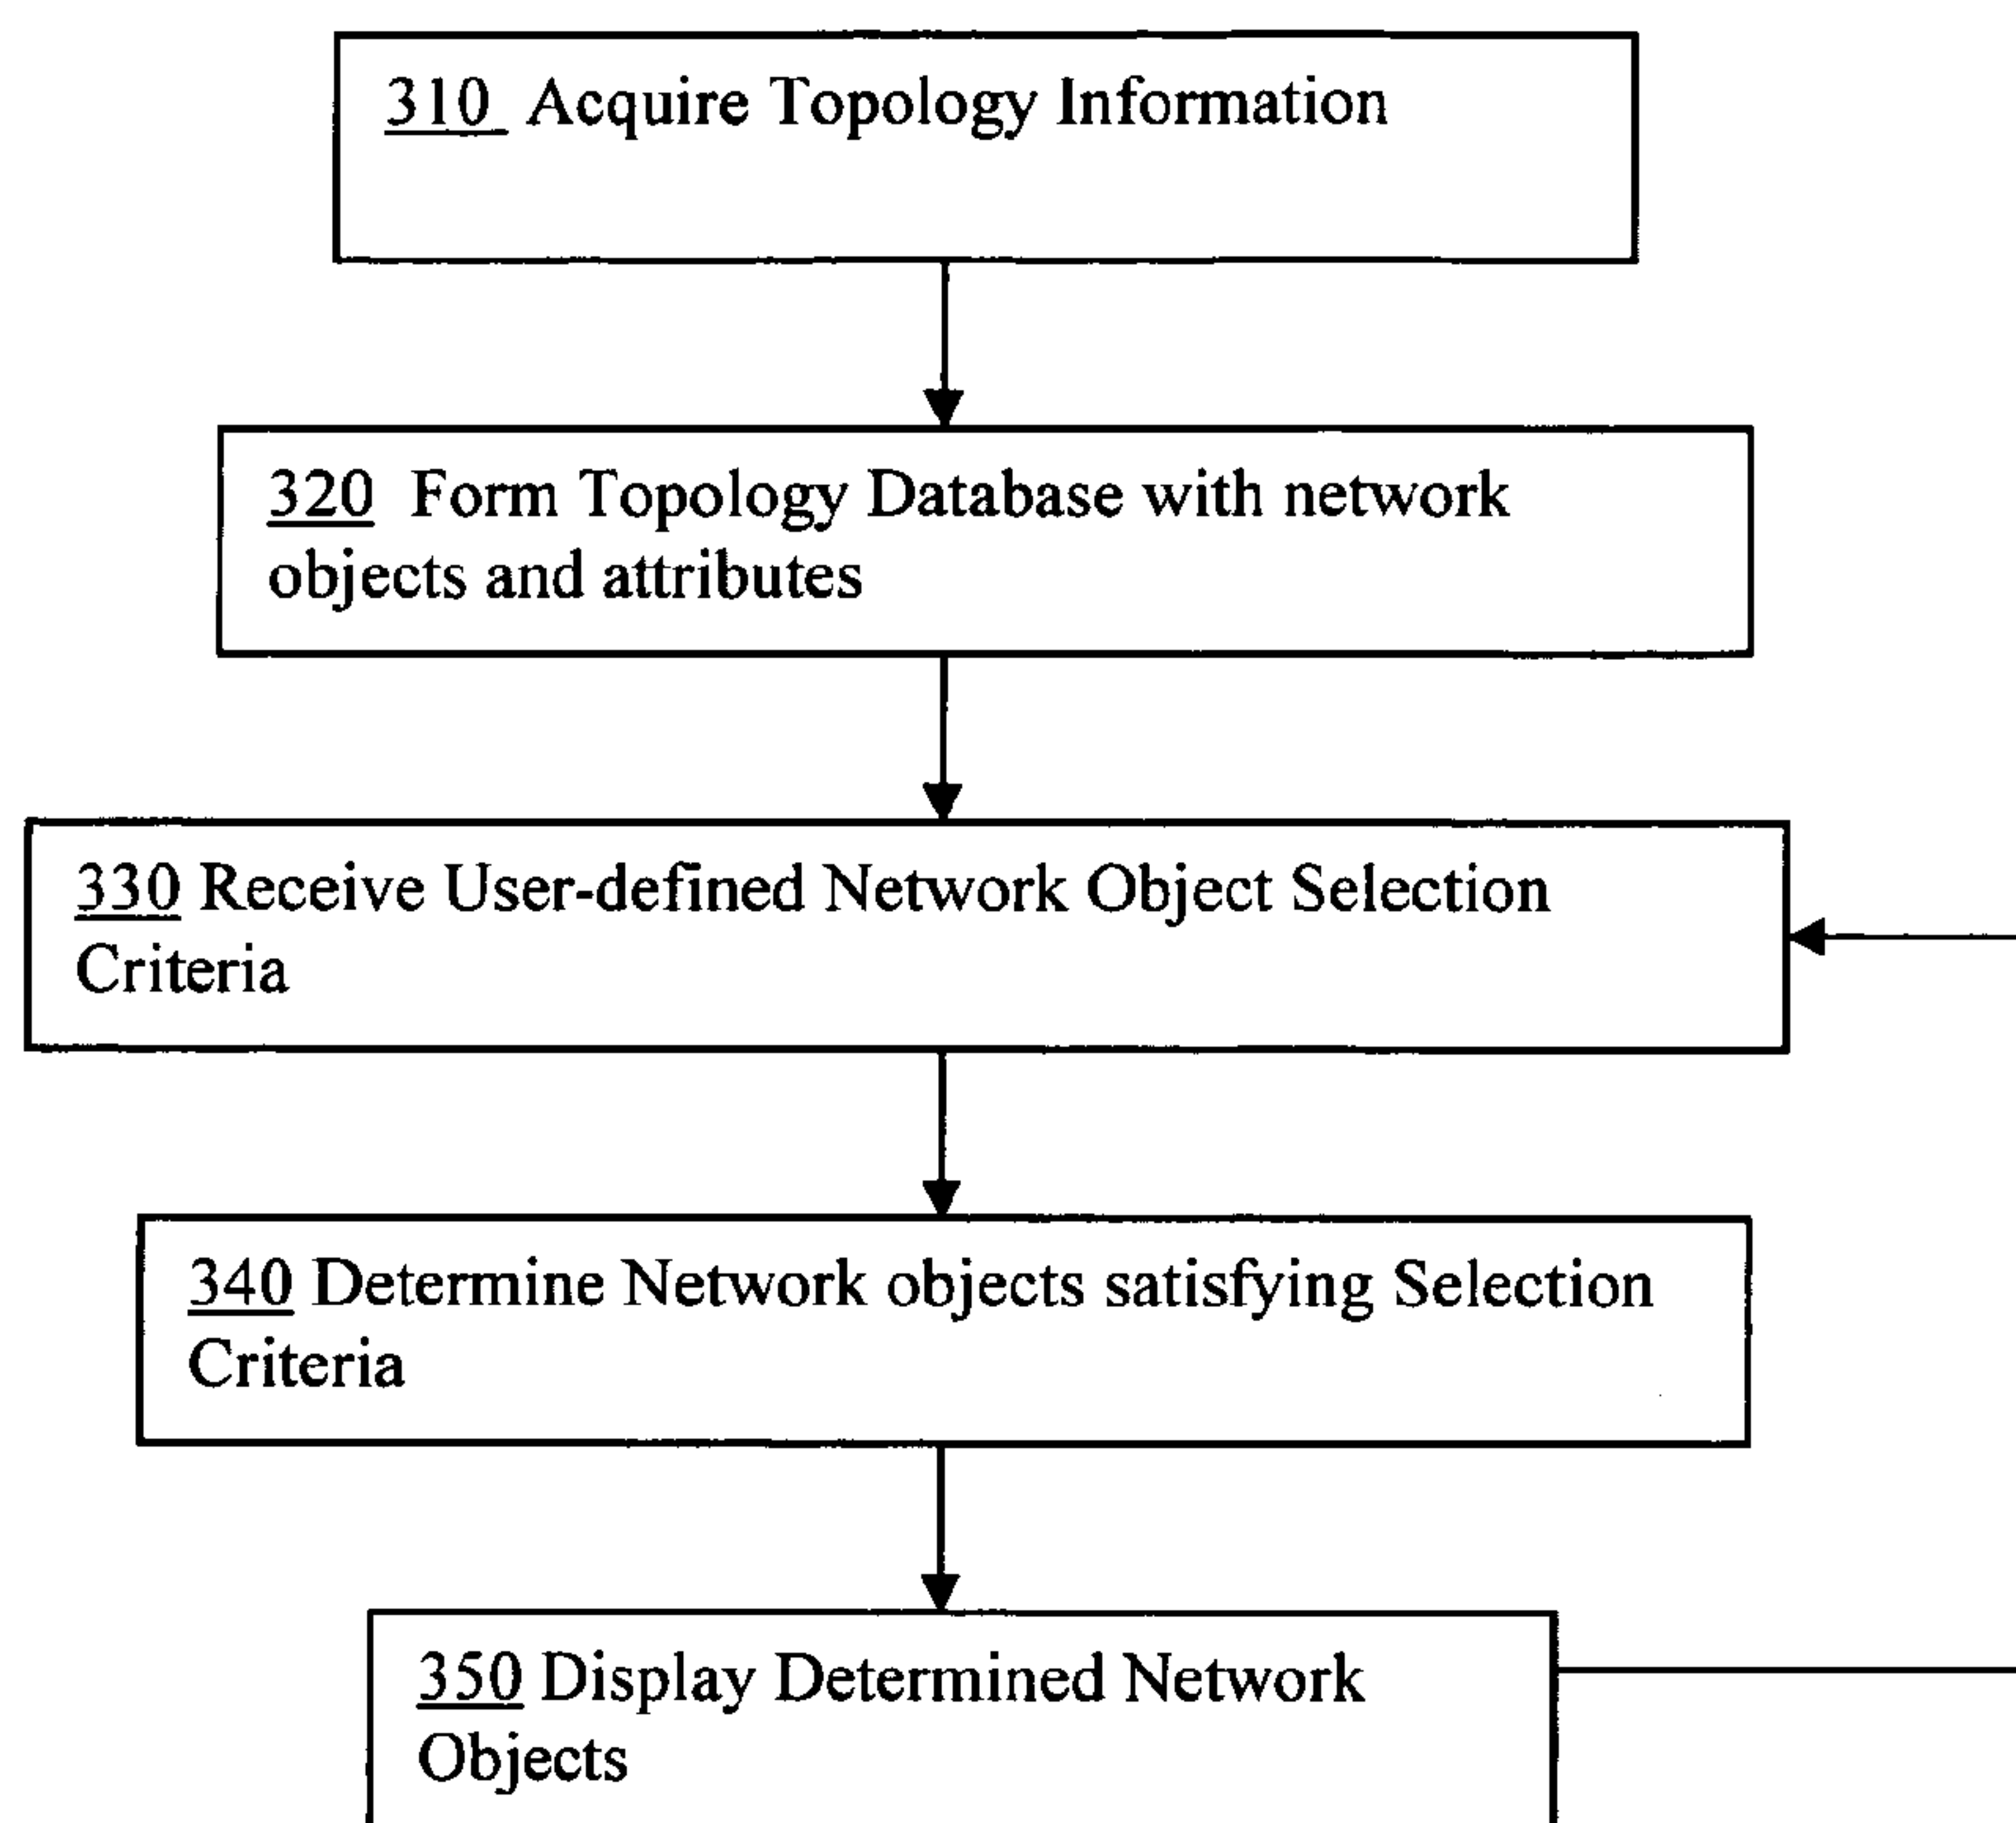 310 Acquire Topology Information
320 Form Topology Database with network
objects and attributes
330 Receive User-defined Network Object Selection
Criteria
340 Determine Network objects satisfying Selection
Criteria
350 Display Determined Network
Objects